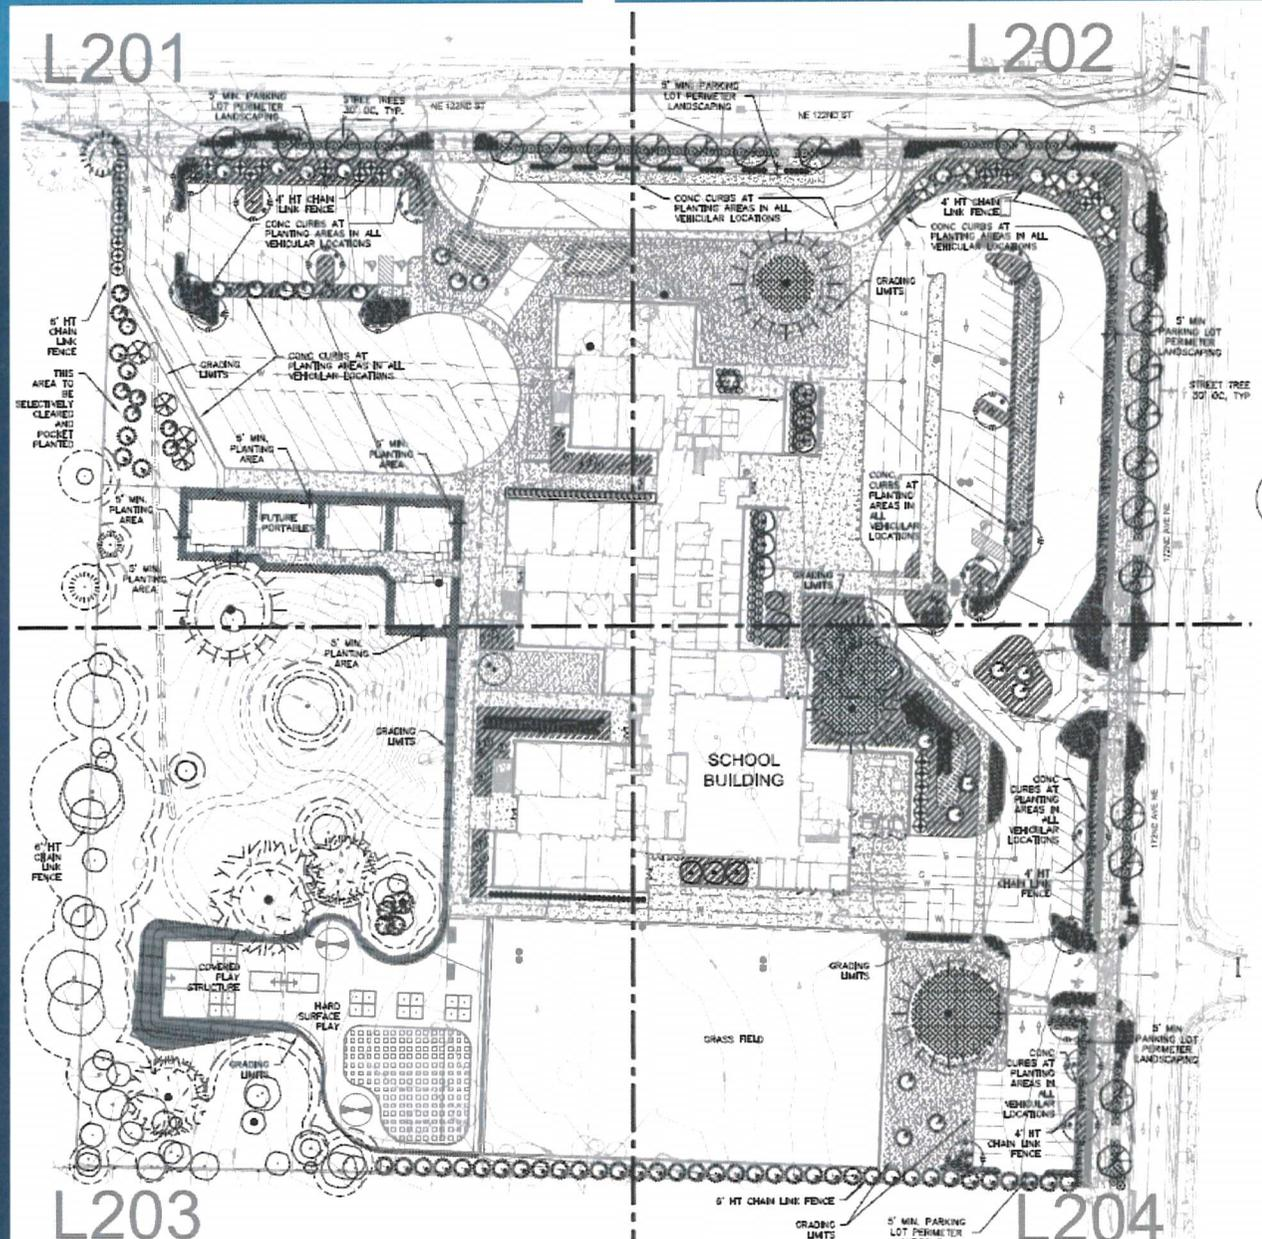 L201
L202
5' MIN. PARKING
LOT PERIMETER
LANDSCAPING
STREET TREES
30' OC, TYP.
NE 122ND ST
5' MIN. PARKING
LOT PERIMETER
LANDSCAPING
NE 122ND ST
4' HT CHAIN
LINK FENCE
CONC CURBS AT
PLANTING AREAS IN ALL
VEHICULAR LOCATIONS
CONC CURBS AT
PLANTING AREAS IN ALL
VEHICULAR LOCATIONS
4' HT CHAIN
LINK FENCE
CONC CURBS AT
PLANTING AREAS IN ALL
VEHICULAR LOCATIONS
GRADING
LIMITS
6' HT
CHAIN
LINK
FENCE
GRADING
LIMITS
CONC CURBS AT
PLANTING AREAS IN ALL
VEHICULAR LOCATIONS
5' MIN
PARKING LOT
PERIMETER
LANDSCAPING
THIS
AREA TO
BE
SELECTIVELY
CLEARED
AND
POCKET
PLANTED
STREET TREE
30' OC, TYP
5' MIN.
PLANTING
AREA
5' MIN.
PLANTING
AREA
CONC
CURBS AT
PLANTING
AREAS IN
ALL
VEHICULAR
LOCATIONS
5' MIN.
PLANTING
AREA
FUTURE
PORTABLES
172ND AVE NE
5' MIN.
PLANTING
AREA
GRADING
LIMITS
5' MIN.
PLANTING
AREA
GRADING
LIMITS
SCHOOL
BUILDING
CONC
CURBS AT
PLANTING
AREAS IN
ALL
VEHICULAR
LOCATIONS
172ND AVE NE
6' HT
CHAIN
LINK
FENCE
4' HT
CHAIN LINK
FENCE
COVERED
PLAY
STRUCTURE
GRADING
LIMITS
HARD
SURFACE
PLAY
GRASS FIELD
5' MIN
PARKING LOT
PERIMETER
LANDSCAPING
GRADING
LIMITS
CONC
CURBS AT
PLANTING
AREAS IN
ALL
VEHICULAR
LOCATIONS
4' HT
CHAIN LINK
FENCE
6' HT CHAIN LINK FENCE
GRADING
LIMITS
5' MIN. PARKING
LOT PERIMETER
L203
L204